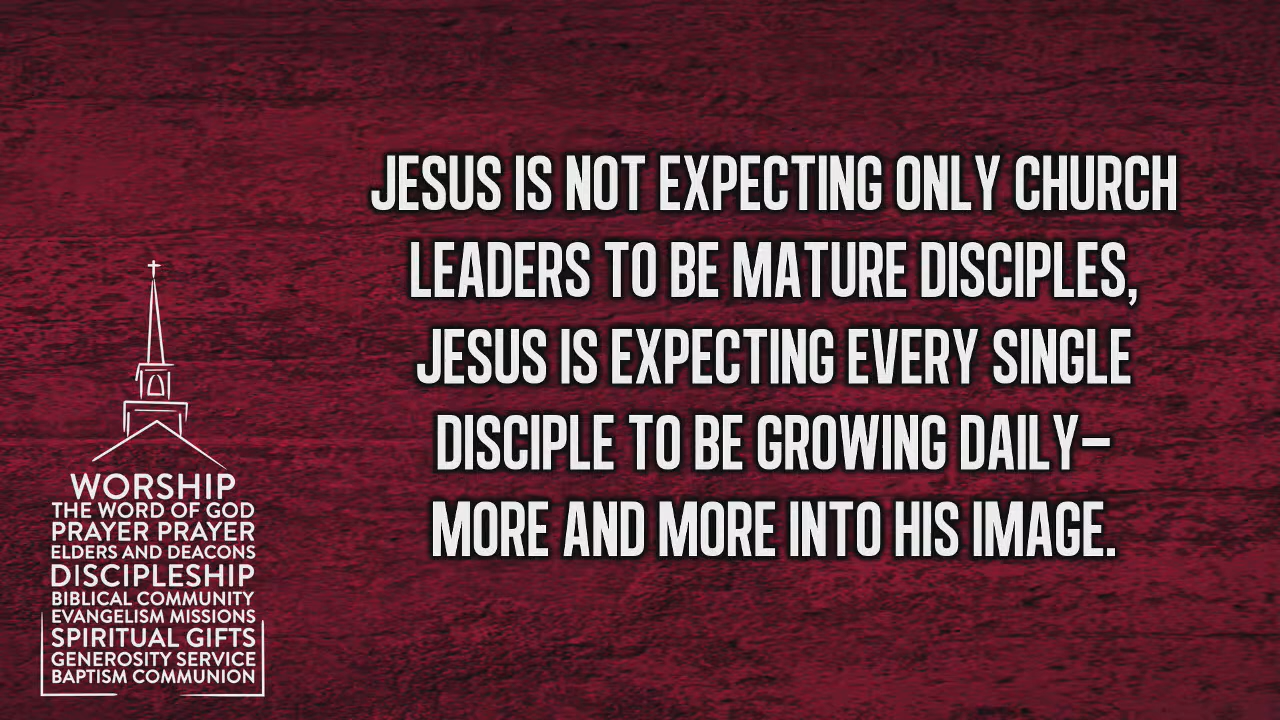 JESUS IS NOT EXPECTING ONLY CHURCH
LEADERS TO BE MATURE DISCIPLES,
JESUS IS EXPECTING EVERY SINGLE
DISCIPLE TO BE GROWING DAILY–
MORE AND MORE INTO HIS IMAGE.
WORSHIP
THE WORD OF GOD
PRAYER PRAYER
ELDERS AND DEACONS
DISCIPLESHIP
BIBLICAL COMMUNITY
EVANGELISM MISSIONS
SPIRITUAL GIFTS
GENEROSITY SERVICE
BAPTISM COMMUNION